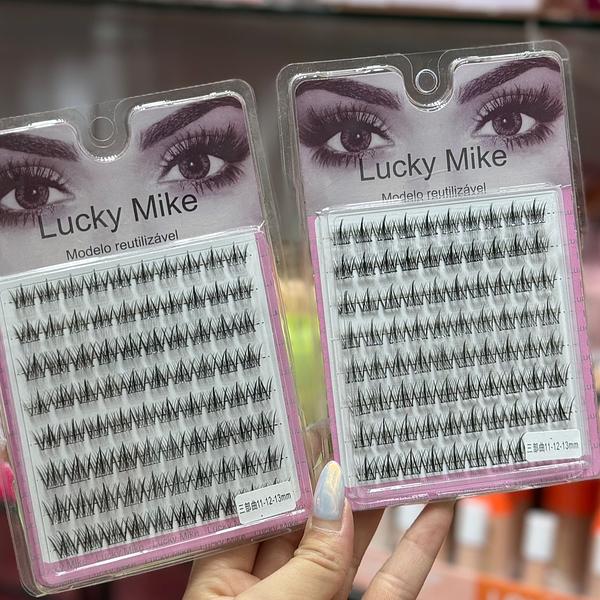 Lucky Mike
Modelo reutilizável
三部曲11-12-13mm
Lucky Mike
Modelo reutilizável
三部曲11-12-13mm